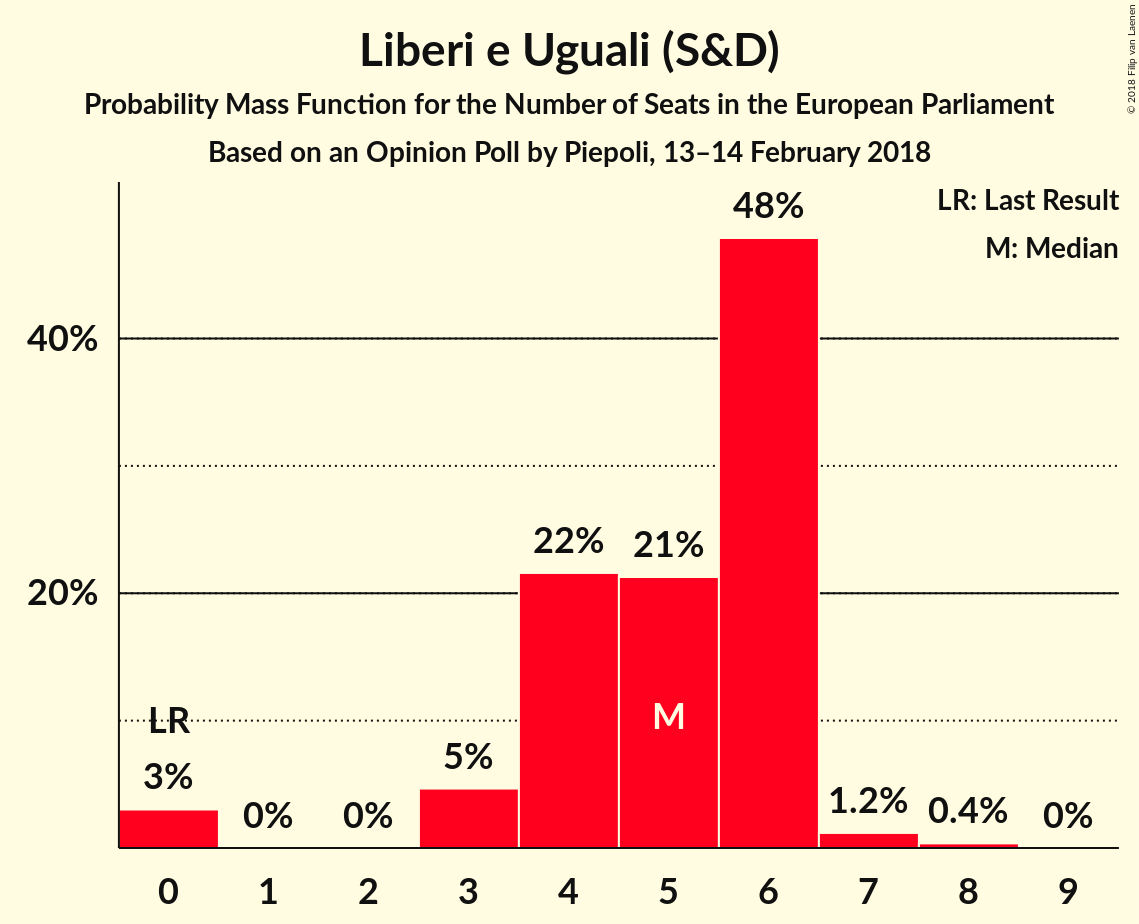 Liberi e Uguali (S&D)
Probability Mass Function for the Number of Seats in the European Parliament
Based on an Opinion Poll by Piepoli, 13–14 February 2018
© 2018 Filip van Laenen
LR: Last Result
M: Median
48%
40%
22%
21%
20%
LR
M
3%
0%
0%
5%
1.2%
0.4%
0%
0 1 2 3 4 5 6 7 8 9